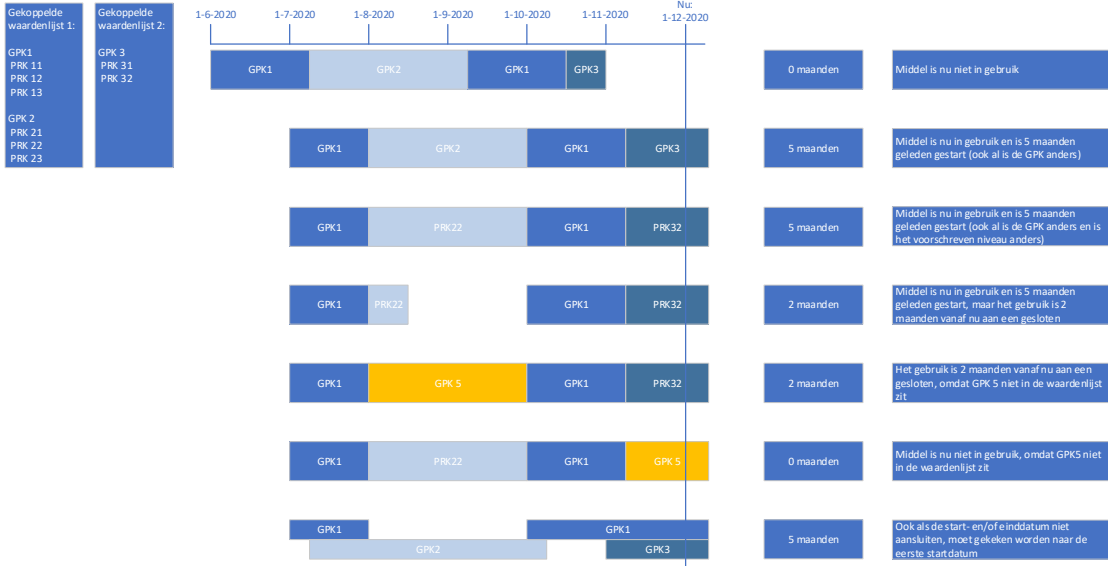 Gekoppelde
waardenlijst 1:
GPK1
PRK 11
PRK 12
PRK 13
GPK 2
PRK 21
PRK 22
PRK 23
Gekoppelde
waardenlijst 2:
GPK 3
PRK 31
PRK 32
1-6-2020
1-7-2020
1-8-2020
1-9-2020
1-10-2020
1-11-2020
Nu:
1-12-2020
GPK1
GPK2
GPK1
GPK3
0 maanden
Middel is nu niet in gebruik
GPK1
GPK2
GPK1
GPK3
5 maanden
Middel is nu in gebruik en is 5 maanden
geleden gestart (ook al is de GPK anders)
GPK1
PRK22
GPK1
PRK32
5 maanden
Middel is nu in gebruik en is 5 maanden
geleden gestart (ook al is de GPK anders en is
het voorschreven niveau anders)
GPK1
PRK22
GPK1
PRK32
2 maanden
Middel is nu in gebruik en is 5 maanden
geleden gestart, maar het gebruik is 2
maanden vanaf nu aan een gesloten
GPK1
GPK 5
GPK1
PRK32
2 maanden
Het gebruik is 2 maanden vanaf nu aan een
gesloten, omdat GPK 5 niet in de waardenlijst
zit
GPK1
PRK22
GPK1
GPK 5
0 maanden
Middel is nu niet in gebruik, omdat GPK5 niet
in de waardenlijst zit
GPK1
GPK1
GPK2
GPK3
5 maanden
Ook als de start- en/of einddatum niet
aansluiten, moet gekeken worden naar de
eerste startdatum